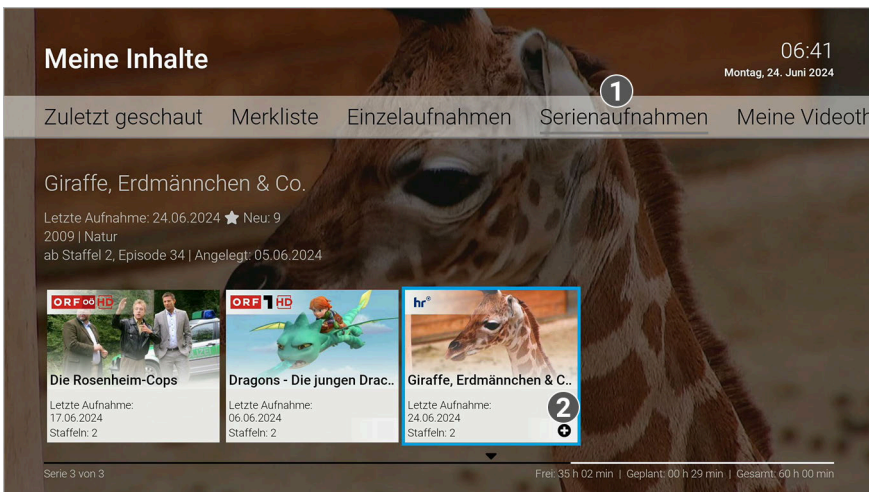 Meine Inhalte
06:41
Montag, 24. Juni 2024
1
Zuletzt geschaut Merkliste Einzelaufnahmen Serienaufnahmen Meine Videoth
Giraffe, Erdmännchen & Co.
Letzte Aufnahme: 24.06.2024 ★ Neu: 9
2009 | Natur
ab Staffel 2, Episode 34 | Angelegt: 05.06.2024
ORF OÖ HD
ORF 1 HD
hr
Die Rosenheim-Cops
Dragons - Die jungen Drac..
Giraffe, Erdmännchen & C..
Letzte Aufnahme:
17.06.2024
Staffeln: 2
Letzte Aufnahme:
06.06.2024
Staffeln: 2
Letzte Aufnahme:
24.06.2024
Staffeln: 2
2
Serie 3 von 3
Frei: 35 h 02 min | Geplant: 00 h 29 min | Gesamt: 60 h 00 min